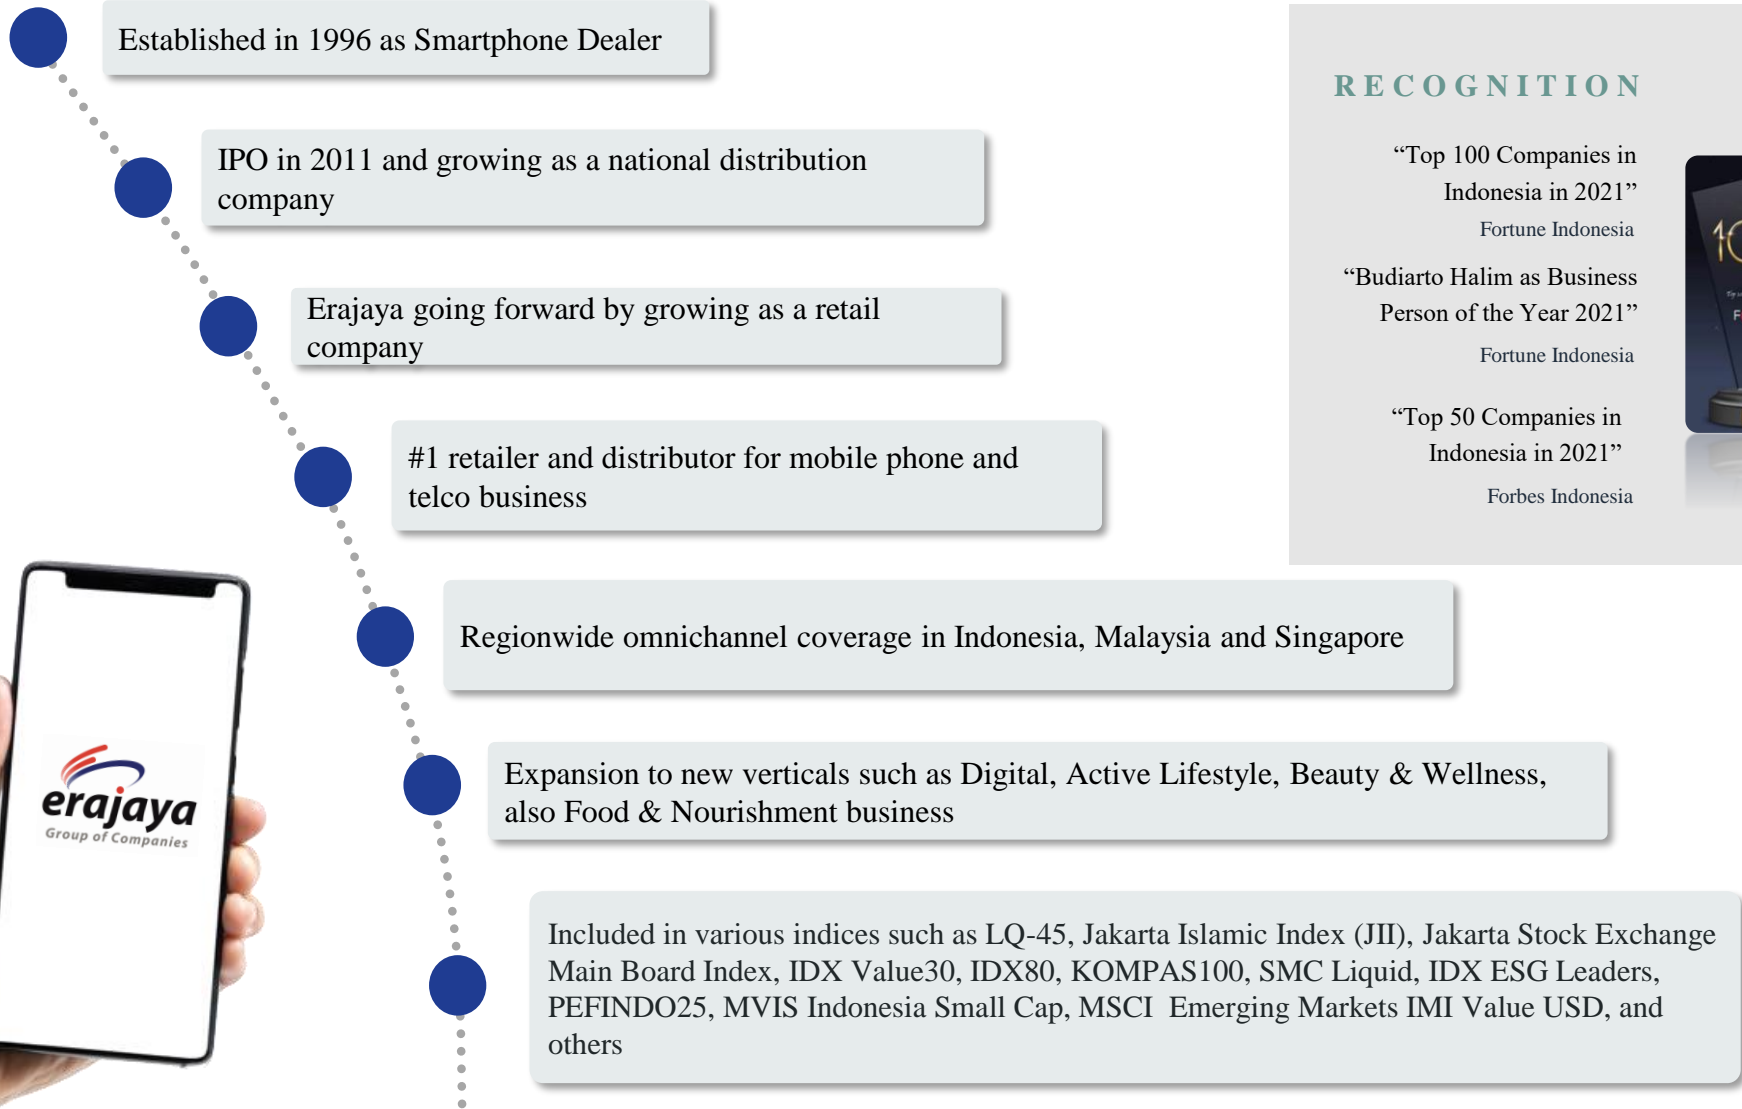 Established in 1996 as Smartphone Dealer
IPO in 2011 and growing as a national distribution
company
Erajaya going forward by growing as a retail
company
#1 retailer and distributor for mobile phone and
telco business
Regionwide omnichannel coverage in Indonesia, Malaysia and Singapore
Expansion to new verticals such as Digital, Active Lifestyle, Beauty & Wellness,
also Food & Nourishment business
Included in various indices such as LQ-45, Jakarta Islamic Index (JII), Jakarta Stock Exchange
Main Board Index, IDX Value30, IDX80, KOMPAS100, SMC Liquid, IDX ESG Leaders,
PEFINDO25, MVIS Indonesia Small Cap, MSCI Emerging Markets IMI Value USD, and
others
erajaya
Group of Companies
RECOGNITION
“Top 100 Companies in
Indonesia in 2021”
Fortune Indonesia
“Budiarto Halim as Business
Person of the Year 2021”
Fortune Indonesia
“Top 50 Companies in
Indonesia in 2021”
Forbes Indonesia